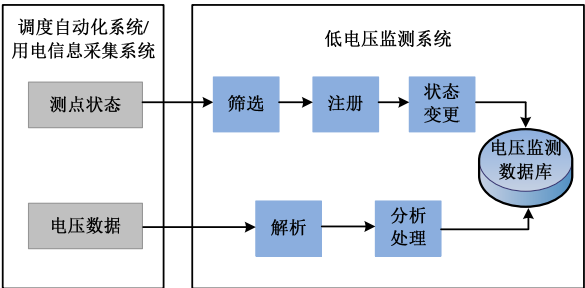 调度自动化系统/
用电信息采集系统
低电压监测系统
测点状态
筛选
注册
状态
变更
电压监测
数据库
电压数据
解析
分析
处理